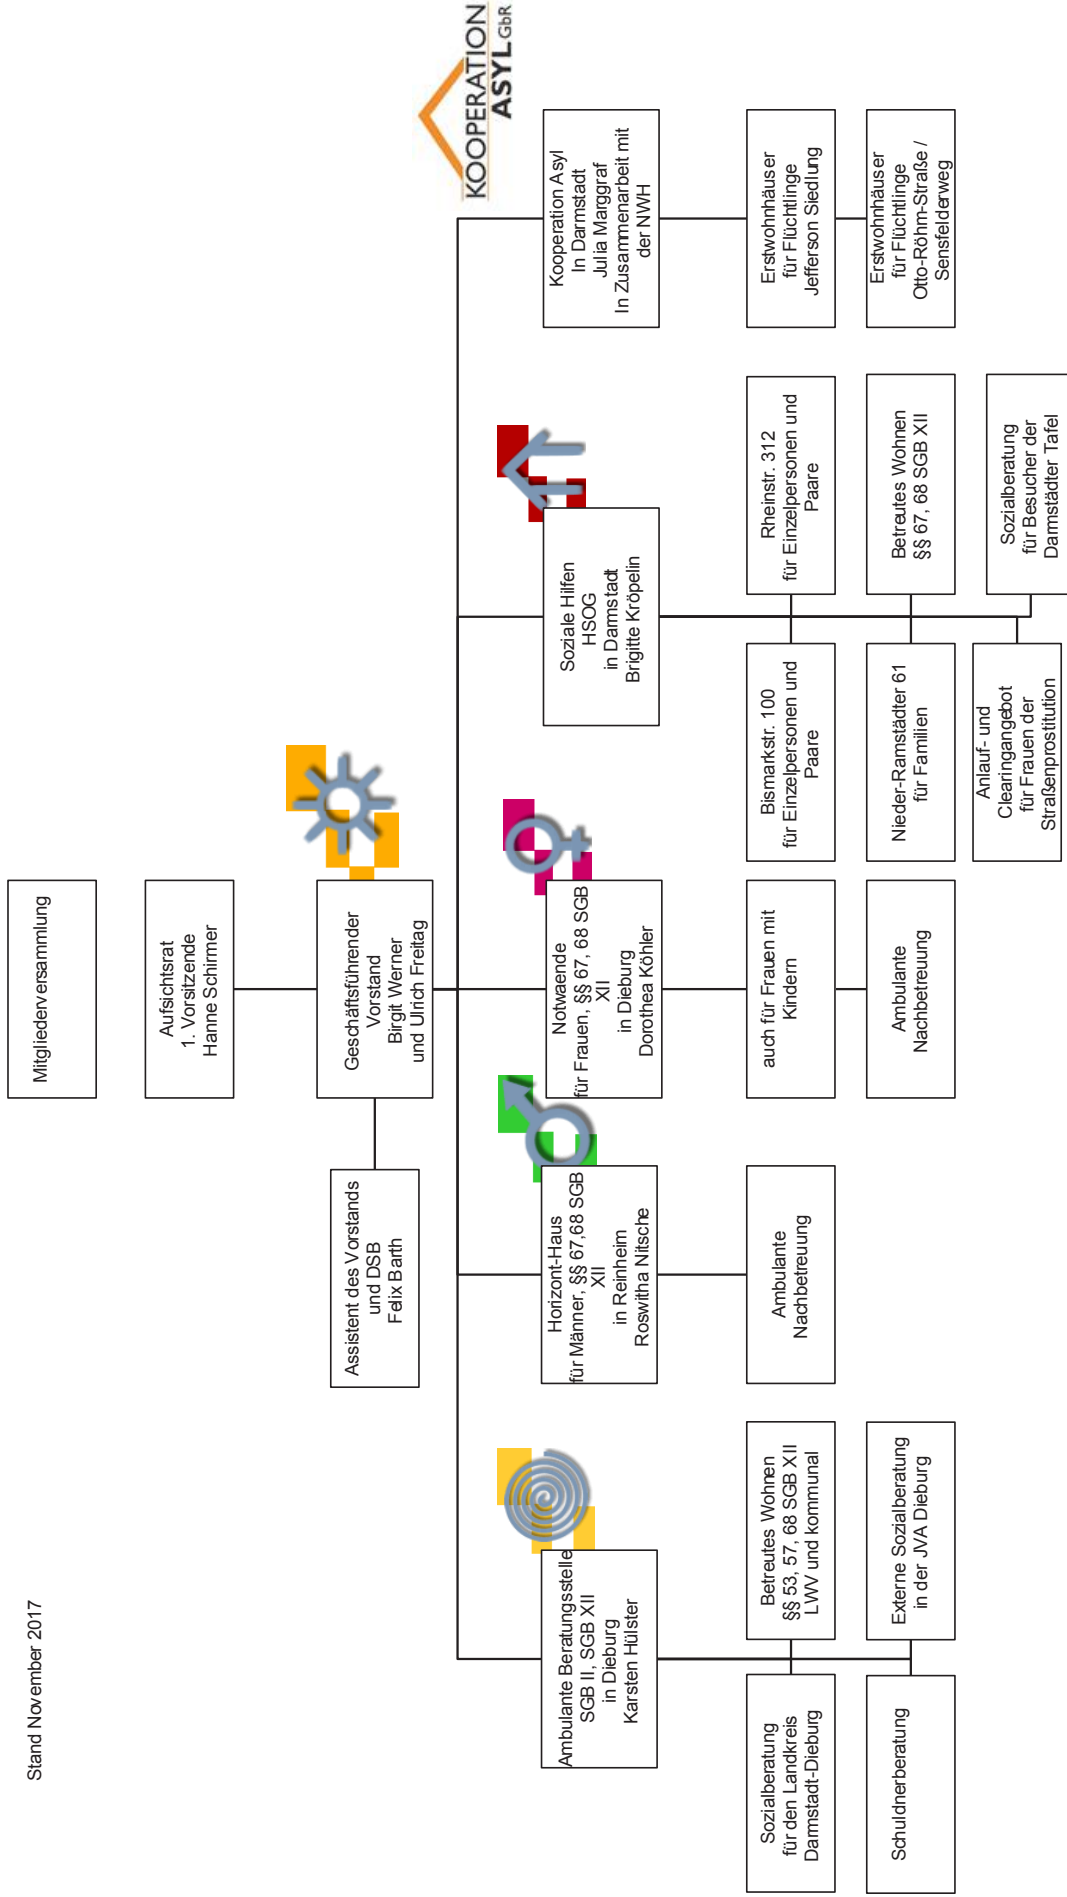 Stand November 2017
Mitgliederversammlung
Aufsichtsrat
1. Vorsitzende
Hanne Schirmer
Geschäftsführender
Vorstand
Birgit Werner
und Ulrich Freitag
Assistent des Vorstands
und DSB
Felix Barth
KOOPERATION
ASYL GbR
Ambulante Beratungsstelle
SGB II, SGB XII
in Dieburg
Karsten Hülster
Horizont-Haus
für Männer, §§ 67,68 SGB
XII
in Reinheim
Roswitha Nitsche
Notwaende
für Frauen, §§ 67, 68 SGB
XII
in Dieburg
Dorothea Köhler
Soziale Hilfen
HSOG
in Darmstadt
Brigitte Kröpelin
Kooperation Asyl
In Darmstadt
Julia Marggraf
In Zusammenarbeit mit
der NWH
Sozialberatung
für den Landkreis
Darmstadt-Dieburg
Betreutes Wohnen
§§ 53, 57, 68 SGB XII
LWV und kommunal
Ambulante
Nachbetreuung
auch für Frauen mit
Kindern
Bismarkstr. 100
für Einzelpersonen und
Paare
Rheinstr. 312
für Einzelpersonen und
Paare
Erstwohnhäuser
für Flüchtlinge
Jefferson Siedlung
Schuldnerberatung
Externe Sozialberatung
in der JVA Dieburg
Ambulante
Nachbetreuung
Nieder-Ramstädter 61
für Familien
Betreutes Wohnen
§§ 67, 68 SGB XII
Erstwohnhäuser
für Flüchtlinge
Otto-Röhm-Straße /
Sensfelderweg
Anlauf- und
Clearingangebot
für Frauen der
Straßenprostitution
Sozialberatung
für Besucher der
Darmstädter Tafel